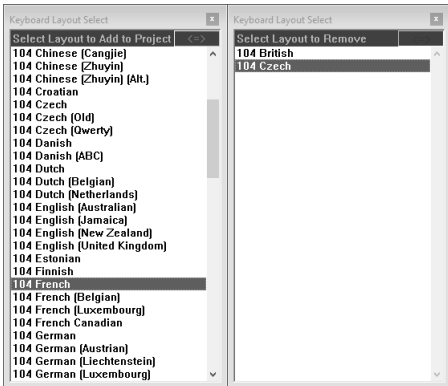 Keyboard Layout Select
x
Select Layout to Add to Project
<=>
104 Chinese (Cangjie)
104 Chinese (Zhuyin)
104 Chinese (Zhuyin) (Alt.)
104 Croatian
104 Czech
104 Czech (Old)
104 Czech (Qwerty)
104 Danish
104 Danish (ABC)
104 Dutch
104 Dutch (Belgian)
104 Dutch (Netherlands)
104 English (Australian)
104 English (Jamaica)
104 English (New Zealand)
104 English (United Kingdom)
104 Estonian
104 Finnish
104 French
104 French (Belgian)
104 French (Luxembourg)
104 French Canadian
104 German
104 German (Austrian)
104 German (Liechtenstein)
104 German (Luxembourg)
Keyboard Layout Select
x
Select Layout to Remove
<=>
104 British
104 Czech